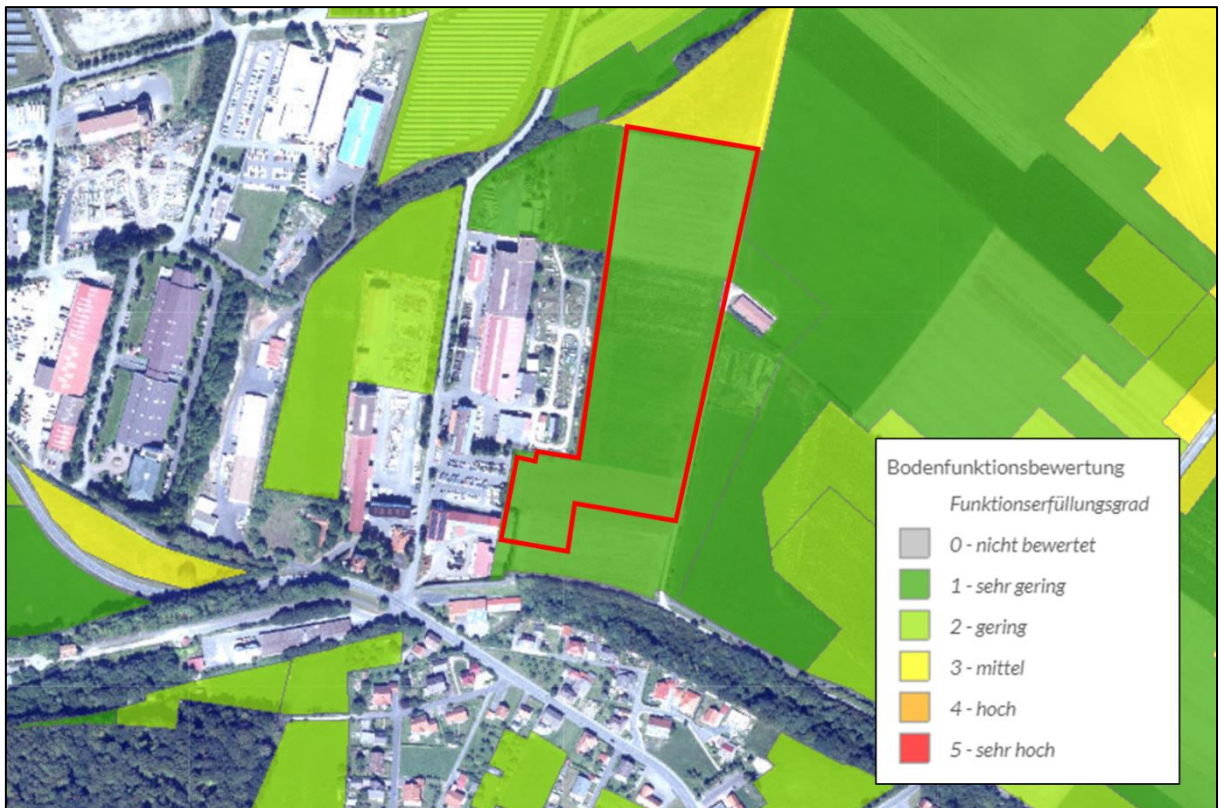 Bodenfunktionsbewertung
Funktionserfüllungsgrad
0 - nicht bewertet
1 - sehr gering
2 - gering
3 - mittel
4 - hoch
5 - sehr hoch